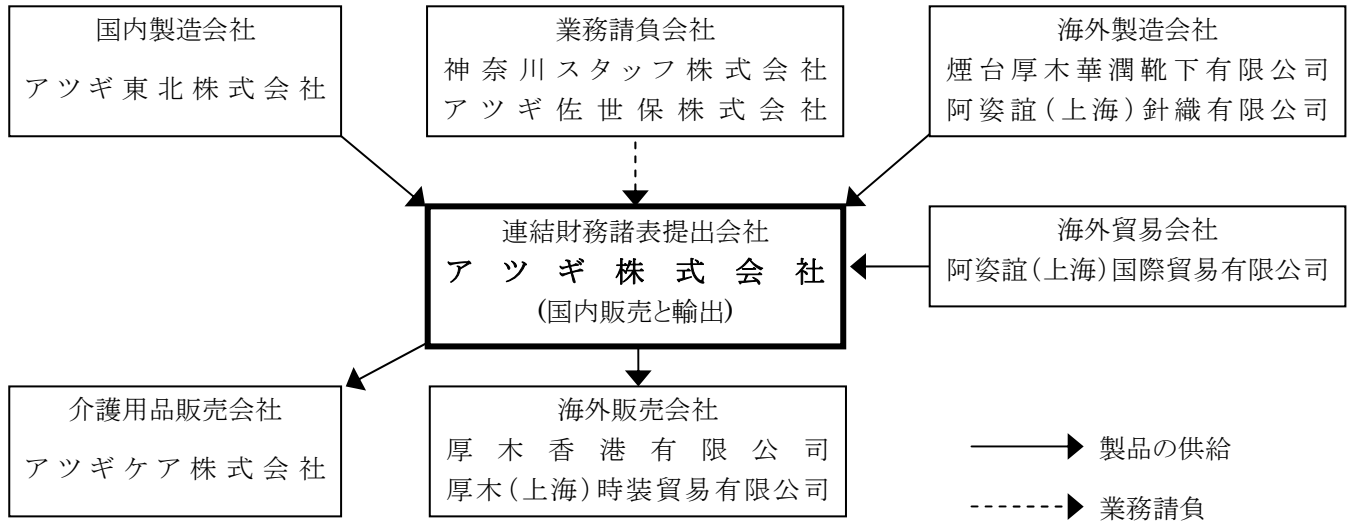 国内製造会社
アツギ東北株式会社
業務請負会社
神奈川スタッフ株式会社
アツギ佐世保株式会社
海外製造会社
煙台厚木華潤靴下有限公司
阿姿誼(上海)針織有限公司
連結財務諸表提出会社
アツギ株式会社
(国内販売と輸出)
海外貿易会社
阿姿誼(上海)国際貿易有限公司
介護用品販売会社
アツギケア株式会社
海外販売会社
厚木香港有限公司
厚木(上海)時装貿易有限公司
製品の供給
業務請負